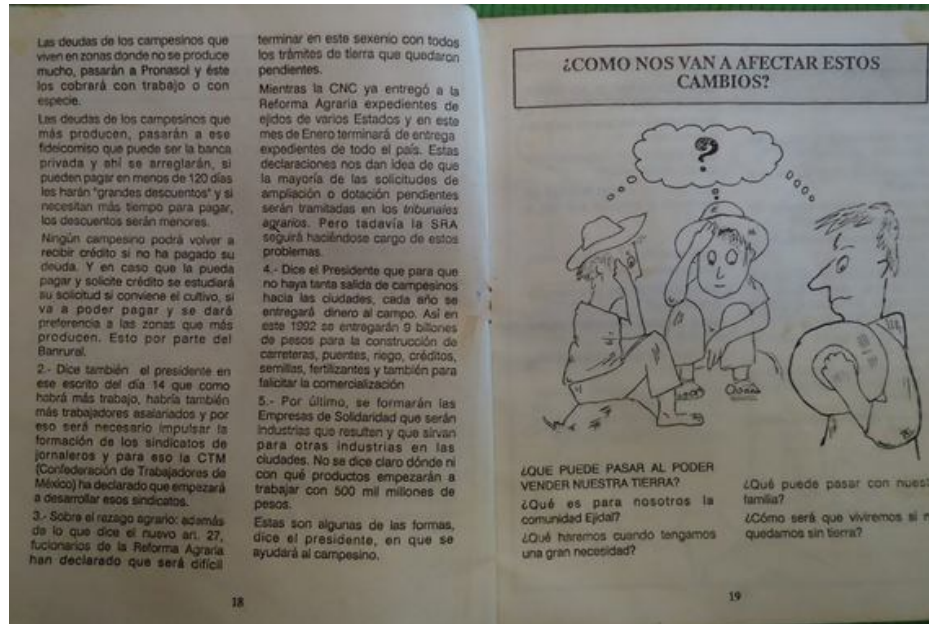 Las deudas de los campesinos que
viven en zonas donde no se produce
mucho, pasarán a Pronasol y éste
los cobrará con trabajo o con
especie.
Las deudas de los campesinos que
más producen, pasarán a ese
fideicomiso que puede ser la banca
privada y ahí se arreglarán, si
pueden pagar en menos de 120 días
les harán "grandes descuentos" y si
necesitan más tiempo para pagar,
los descuentos serán menores.
Ningún campesino podrá volver a
recibir crédito si no ha pagado su
deuda. Y en caso que la pueda
pagar y solicite crédito se estudiará
su solicitud si conviene el cultivo, si
va a poder pagar y se dará
preferencia a las zonas que más
producen. Esto por parte del
Banrural.
2.- Dice también el presidente en
ese escrito del día 14 que como
habrá más trabajo, habría también
más trabajadores asalariados y por
eso será necesario impulsar la
formación de los sindicatos de
jornaleros y para eso la CTM
(Confederación de Trabajadores de
México) ha declarado que empezará
a desarrollar esos sindicatos.
3.- Sobre el rezago agrario: además
de lo que dice el nuevo art. 27,
fucionarios de la Reforma Agraria
han declarado que será difícil
terminar en este sexenio con todos
los trámites de tierra que quedaron
pendientes.
Mientras la CNC ya entregó a la
Reforma Agraria expedientes de
ejidos de varios Estados y en este
mes de Enero terminará de entrega
expedientes de todo el país. Estas
declaraciones nos dan idea de que
la mayoría de las solicitudes de
ampliación o dotación pendientes
serán tramitadas en los tribunales
agrarios. Pero tadavía la SRA
seguirá haciéndose cargo de estos
problemas.
4.- Dice el Presidente que para que
no haya tanta salida de campesinos
hacia las ciudades, cada año se
entregará dinero al campo. Así en
este 1992 se entregarán 9 billones
de pesos para la construcción de
carreteras, puentes, riego, créditos,
semillas, fertilizantes y también para
falicitar la comercialización
5.- Por último, se formarán las
Empresas de Solidaridad que serán
industrias que resulten y que sirvan
para otras industrias en las
ciudades. No se dice claro dónde ni
con qué productos empezarán a
trabajar con 500 mil millones de
pesos.
Estas son algunas de las formas,
dice el presidente, en que se
ayudará al campesino.
18
¿COMO NOS VAN A AFECTAR ESTOS
CAMBIOS?
?
¿QUE PUEDE PASAR AL PODER
VENDER NUESTRA TIERRA?
¿Qué es para nosotros la
comunidad Ejidal?
¿Qué haremos cuando tengamos
una gran necesidad?
¿Qué puede pasar con nuest
familia?
¿Cómo será que viviremos si n
quedamos sin tierra?
19